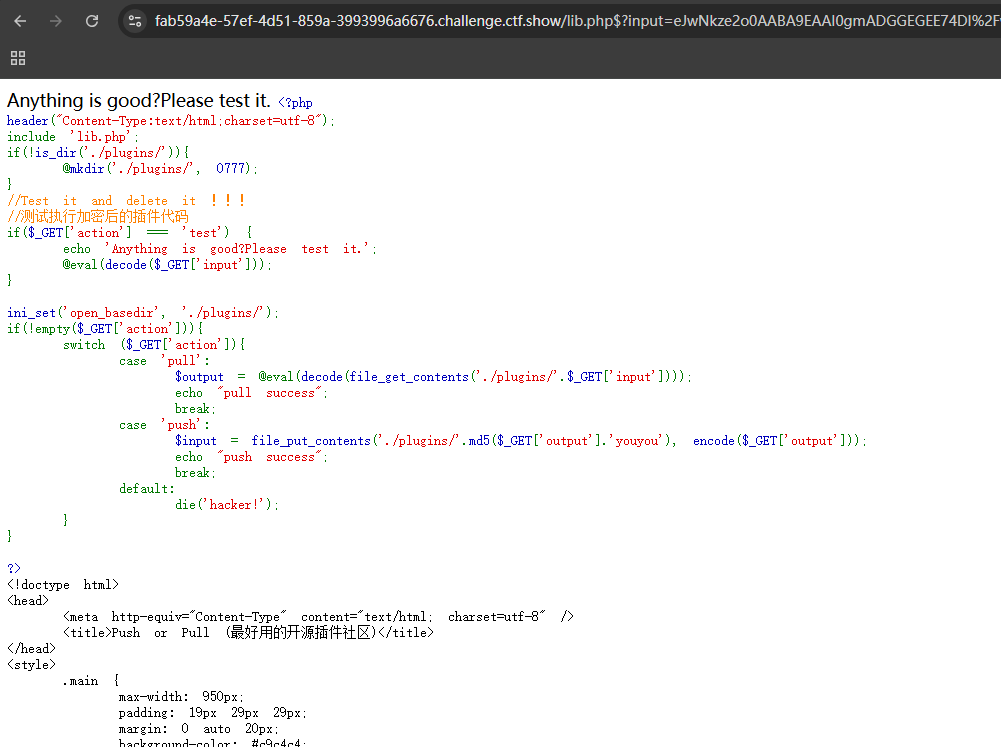 fab59a4e-57ef-4d51-859a-3993996a6676.challenge.ctf.show/lib.php$?input=eJwNkze2o0AABA9EAAI0gmADGGEGEE74DI%2F
Anything is good?Please test it. <?php
header("Content-Type:text/html;charset=utf-8");
include 'lib.php';
if(!is_dir('./plugins/')){
@mkdir('./plugins/', 0777);
}
//Test it and delete it ！！！
//测试执行加密后的插件代码
if($_GET['action'] === 'test') {
echo 'Anything is good?Please test it.';
@eval(decode($_GET['input']));
}
ini_set('open_basedir', './plugins/');
if(!empty($_GET['action'])){
switch ($_GET['action']){
case 'pull':
$output = @eval(decode(file_get_contents('./plugins/'.$_GET['input'])));
echo "pull success";
break;
case 'push':
$input = file_put_contents('./plugins/'.md5($_GET['output'].'youyou'), encode($_GET['output']));
echo "push success";
break;
default:
die('hacker!');
}
}
?>
<!doctype html>
<head>
<meta http-equiv="Content-Type" content="text/html; charset=utf-8" />
<title>Push or Pull (最好用的开源插件社区)</title>
</head>
<style>
.main {
max-width: 950px;
padding: 19px 29px 29px;
margin: 0 auto 20px;
background-color: #c9c4c4;